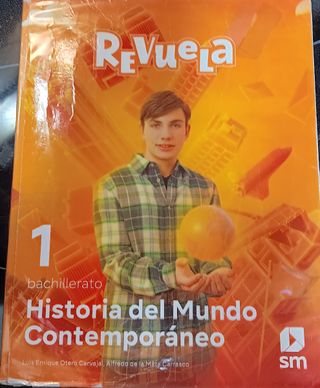 REVUELA
1
bachillerato
Historia del Mundo
Contemporáneo
Luis Enrique Otero Carvajal, Alfredo de la Mata Carrasco
sm